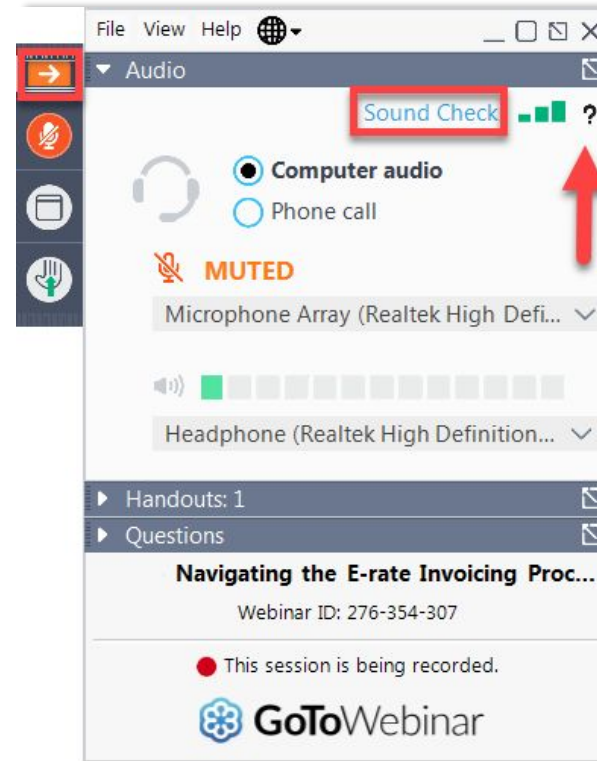 File View Help
Audio
Sound Check ?
Computer audio
Phone call
MUTED
Microphone Array (Realtek High Defi...
Headphone (Realtek High Definition...
Handouts: 1
Questions
Navigating the E-rate Invoicing Proc...
Webinar ID: 276-354-307
This session is being recorded.
GoToWebinar